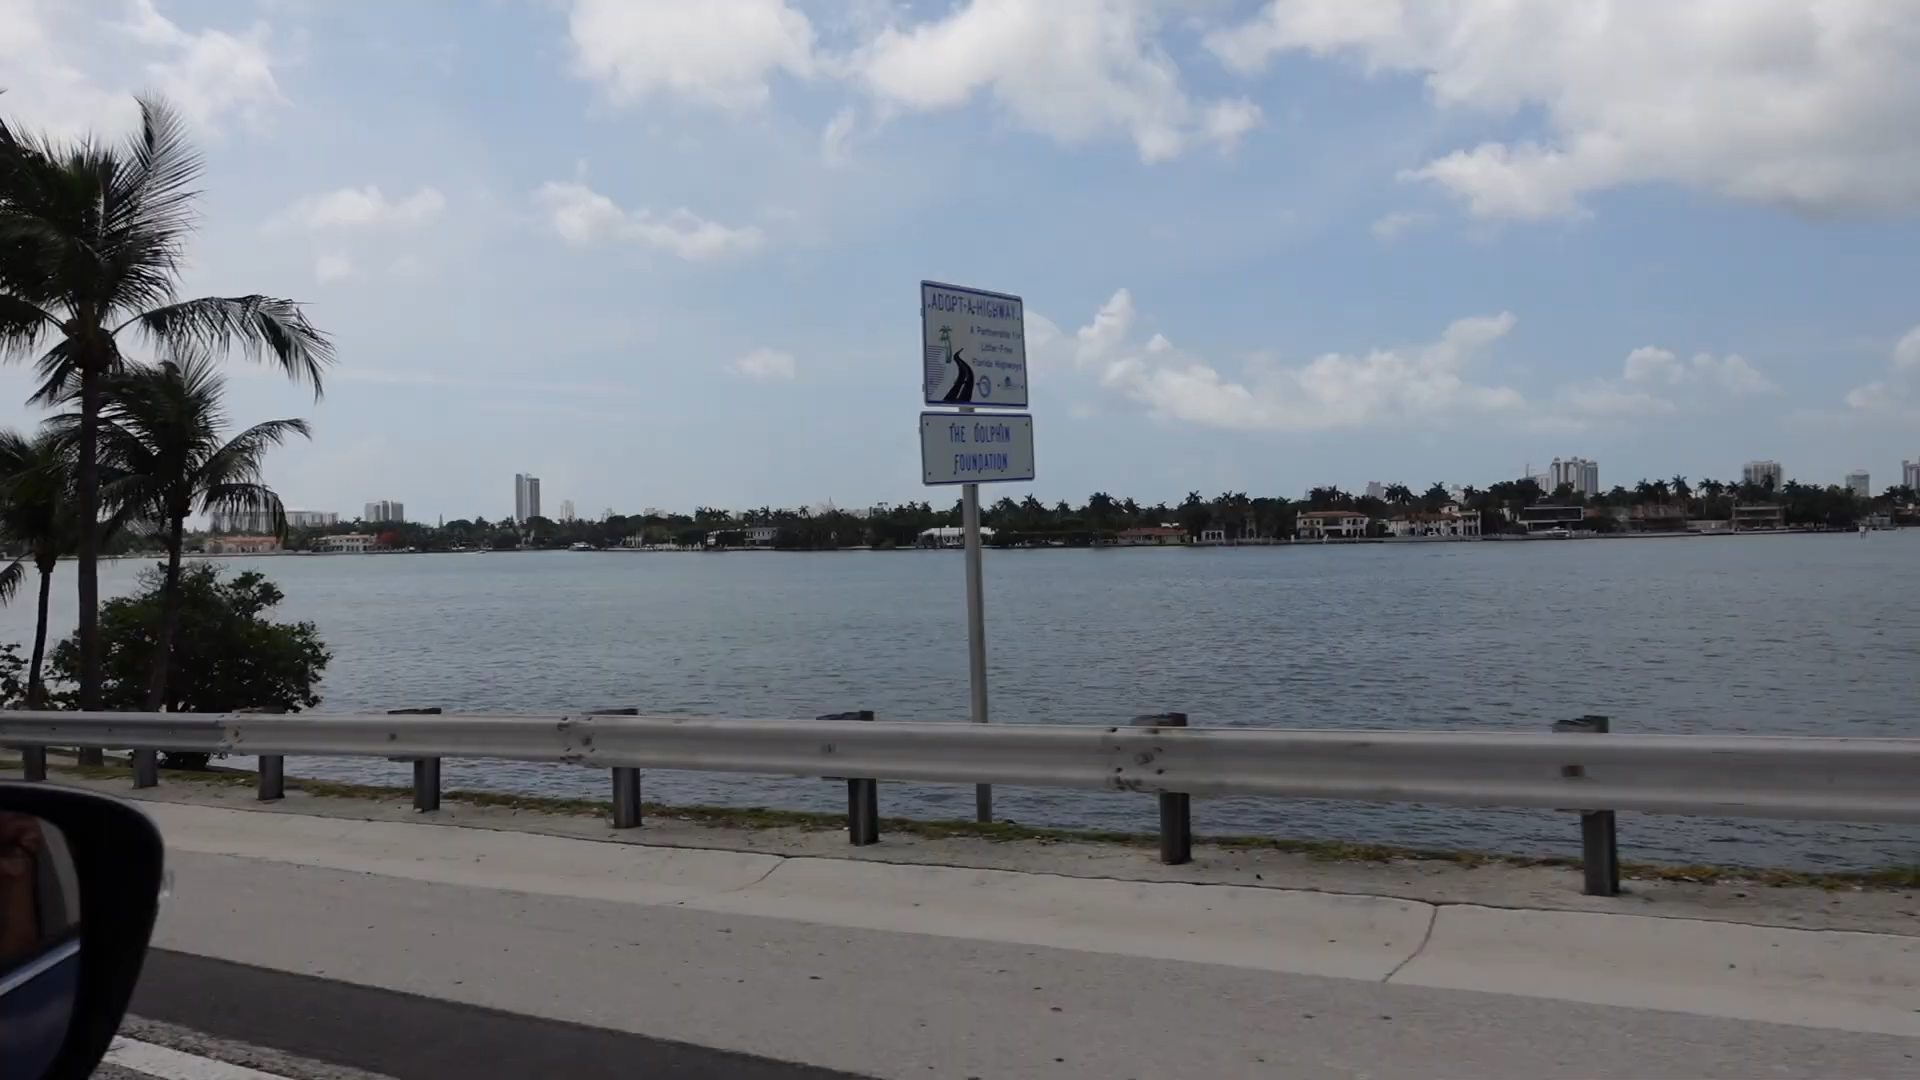 ADOPT-A-HIGHWAY
A Partnership for
Litter-Free
Florida Highways
THE DOLPHIN
FOUNDATION